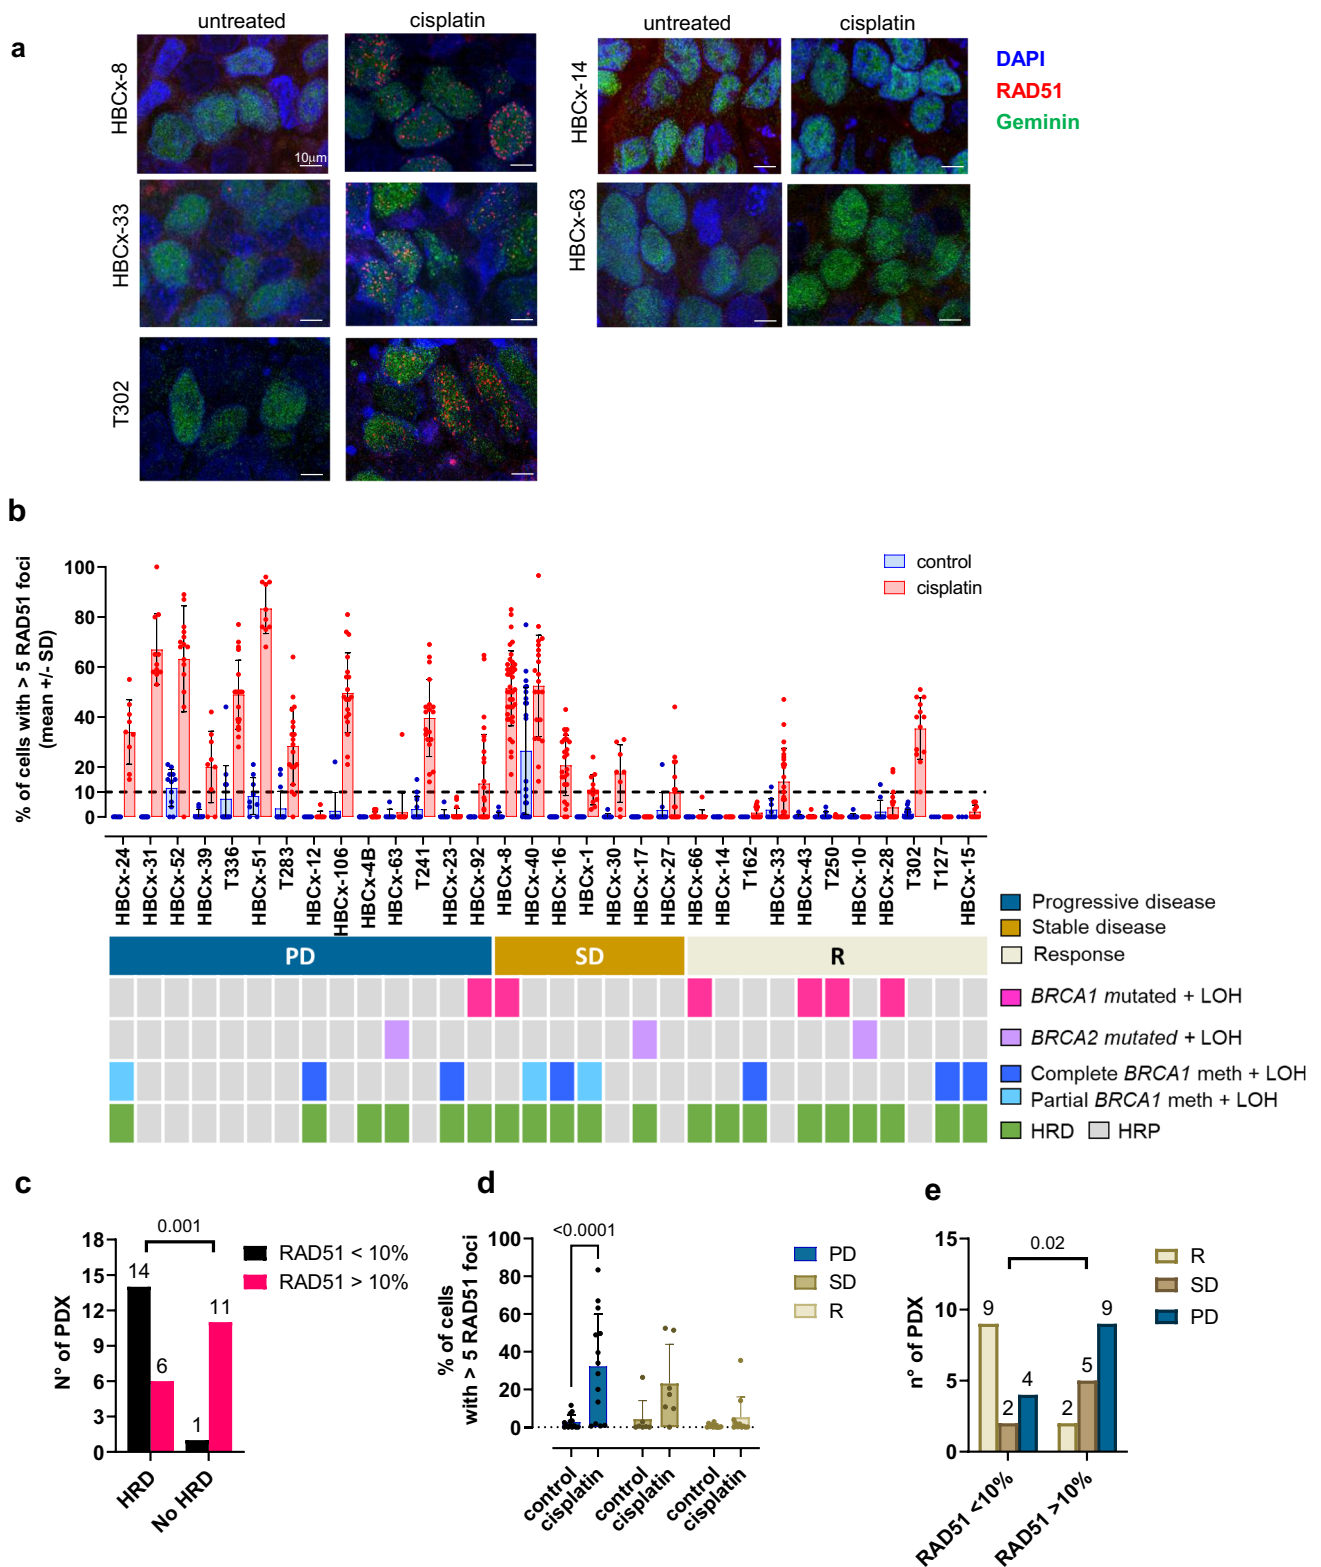 a
untreated
cisplatin
untreated
cisplatin
HBCx-8
10µm
HBCx-14
DAPI
RAD51
Geminin
HBCx-33
HBCx-63
T302
b
% of cells with > 5 RAD51 foci
(mean +/- SD)
100
80
60
40
20
10
0
control
cisplatin
HBCx-24
HBCx-31
HBCx-52
HBCx-39
T336
HBCx-51
T283
HBCx-12
HBCx-106
HBCx-4B
HBCx-63
T241
HBCx-23
HBCx-92
HBCx-8
HBCx-40
HBCx-16
HBCx-1
HBCx-30
HBCx-17
HBCx-27
HBCx-66
HBCx-14
T162
HBCx-33
HBCx-43
T250
HBCx-10
HBCx-28
T302
T127
HBCx-15
PD
SD
R
Progressive disease
Stable disease
Response
BRCA1 mutated + LOH
BRCA2 mutated + LOH
Complete BRCA1 meth + LOH
Partial BRCA1 meth + LOH
HRD
HRP
c
N° of PDX
18
15
12
9
6
3
0
0.001
14
6
1
11
HRD
No HRD
RAD51 < 10%
RAD51 > 10%
d
% of cells
with > 5 RAD51 foci
100
80
60
40
20
0
<0.0001
control
cisplatin
control
cisplatin
control
cisplatin
PD
SD
R
e
n° of PDX
15
10
5
0
0.02
9
2
4
2
5
9
RAD51 <10%
RAD51 >10%
R
SD
PD